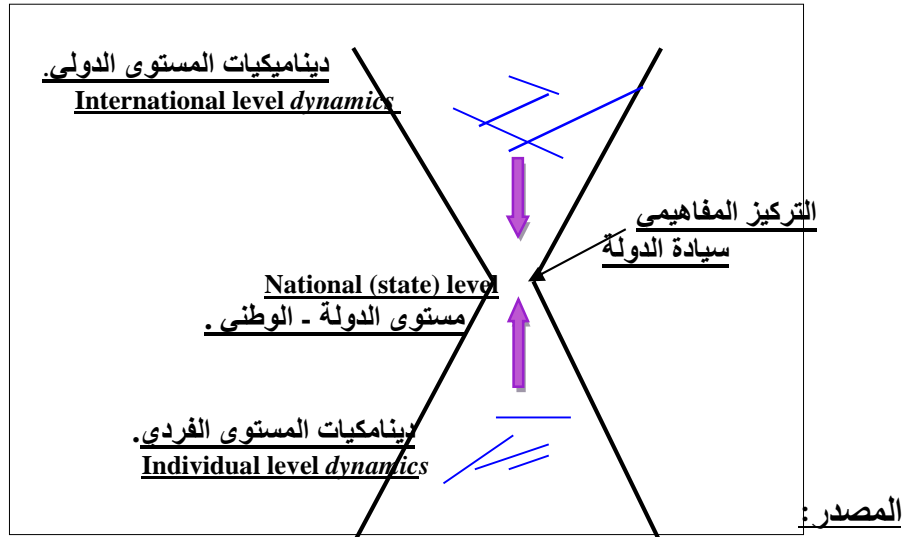 ديناميكيات المستوى الدولي.
International level dynamics
التركيز المفاهيمي
سيادة الدولة
National (state) level
مستوى الدولة - الوطني .
دينامكيات المستوى الفردي.
Individual level dynamics
المصدر: